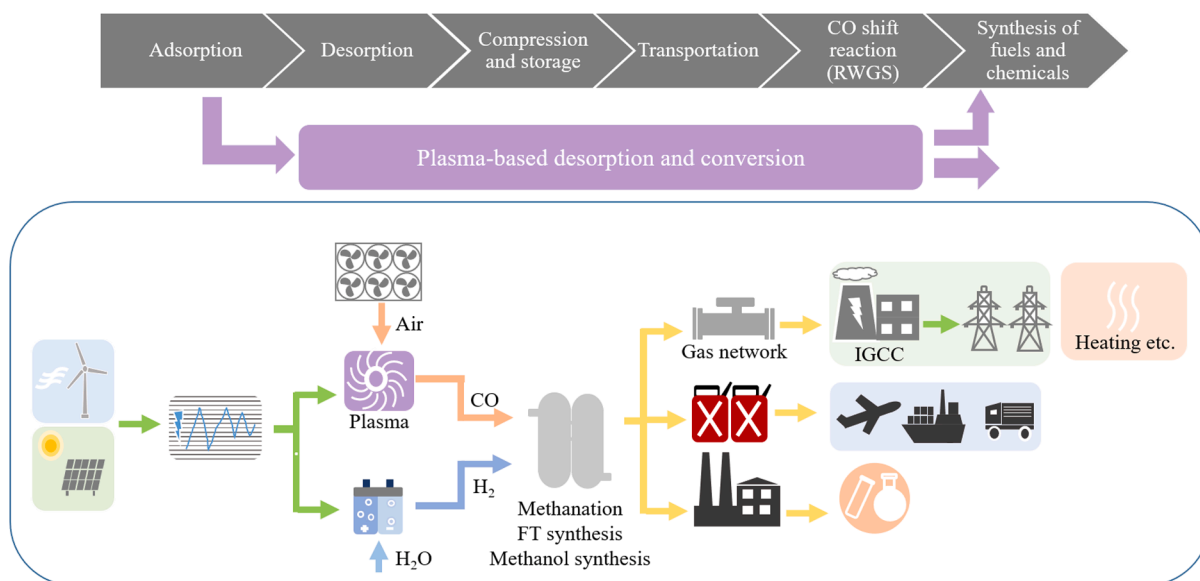 Adsorption
Desorption
Compression
and storage
Transportation
CO shift
reaction
(RWGS)
Synthesis of
fuels and
chemicals
Plasma-based desorption and conversion
Air
Plasma
CO
H₂
H₂O
Methanation
FT synthesis
Methanol synthesis
Gas network
IGCC
Heating etc.